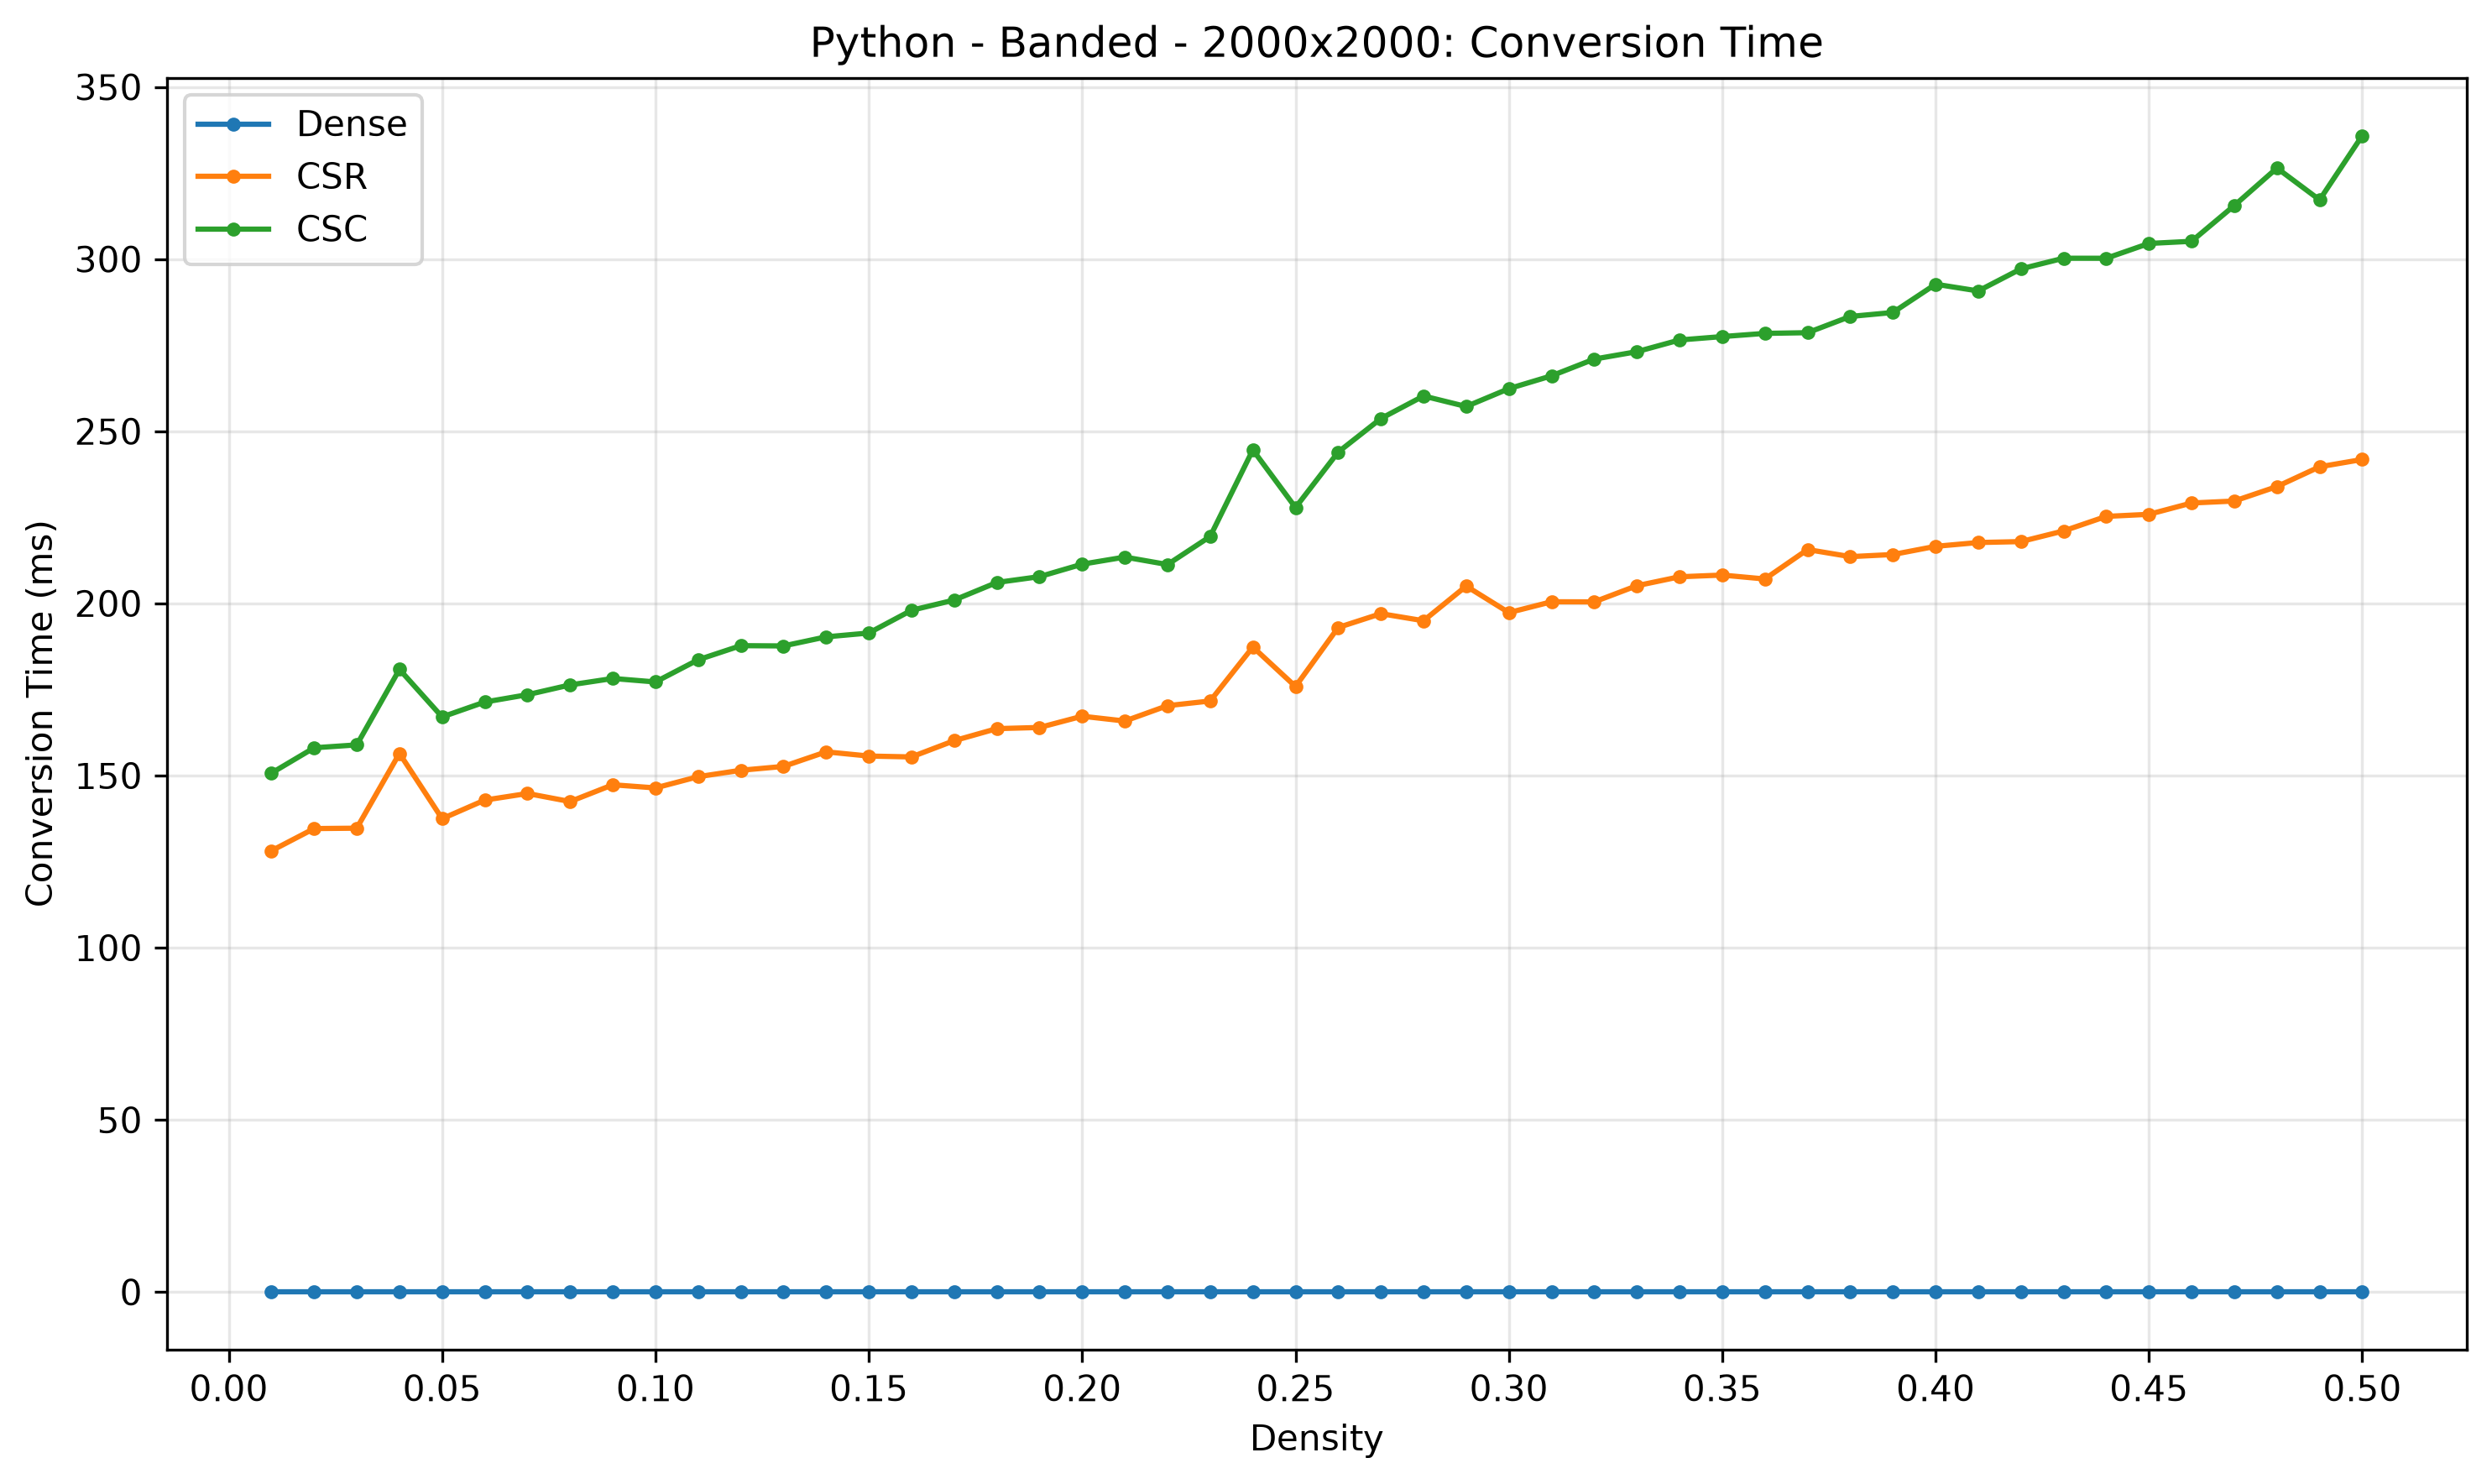 Python - Banded - 2000x2000: Conversion Time
350
300
250
200
150
100
50
0
Conversion Time (ms)
Dense
CSR
CSC
0.00 0.05 0.10 0.15 0.20 0.25 0.30 0.35 0.40 0.45 0.50
Density